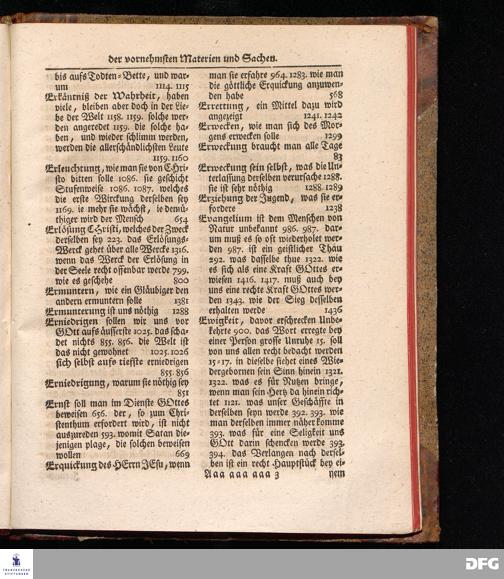 der vornehmsten Materien und Sachen.
bis aufs Todten-Bette, und war-
um 1114. 1115
Erkäntniß der Wahrheit, haben
viele, bleiben aber doch in der Lie-
be der Welt 1158. 1159. solche wer-
den angeredet 1159. die solche ha-
ben, und wieder schlimm werden,
werden die allerschändlichsten Leute
1159. 1160
Erleuchtung, wie man sie von Chri-
sto bitten solle 1086. sie geschicht
Stufenweise 1086. 1087. welches
die erste Würckung derselben sey
1169. ie mehr sie wächst, ie demü-
thiger wird der Mensch 654
Erlösung Christi, welches der Zweck
derselben sey 223. das Erlösungs-
Werck gehet über alle Wercke 1316.
wenn das Werck der Erlösung in
der Seele recht offenbar werde 799.
wie es geschehe 800
Ermuntern, wie ein Gläubiger den
andern ermuntern solle 1381
Ermunterung ist uns nöthig 1288
Erniedrigen sollen wir uns vor
GOtt aufs äusserste 1025. das scha-
det nichts 855. 856. die Welt ist
das nicht gewohnet 1025. 1026
sich selbst aufs tieffste erniedrigen
855. 856
Erniedrigung, warum sie nöthig sey
851
Ernst soll man im Dienste GOttes
beweisen 656. der, so zum Chri-
stenthum erfordert wird, ist nicht
auszureden 593. womit Satan die-
jenigen plage, die solchen beweisen
wollen 669
Erquickung des HErrn JEsu, wenn
man sie erfahre 964. 1283. wie man
die göttliche Erquickung anzuwen-
den habe 568
Errettung, ein Mittel dazu wird
angezeigt 1241. 1242
Erwecken, wie man sich des Mor-
gens erwecken solle 1299
Erweckung braucht man alle Tage
83
Erweckung sein selbst, was die Un-
terlassung derselben verursache 1288.
sie ist sehr nöthig 1288. 1289
Erziehung der Jugend, was sie er-
fordere 1238
Evangelium ist dem Menschen von
Natur unbekannt 986. 987. dar-
um muß es so oft wiederholet wer-
den 987. ist ein geistlicher Thau
292. was dasselbe thue 1322. wie
es sich als eine Kraft GOttes er-
wiesen 1416. 1417. muß auch bey
uns eine rechte Kraft GOttes wer-
den 1343. wie der Sieg desselben
erhalten werde 1436
Ewigkeit, davor erschrecken Unbe-
kehrte 900. das Wort erregte bey
einer Person grosse Unruhe 15. soll
von uns allen recht bedacht werden
15-17. in dieselbe siehet eines Wie-
dergebornen sein Sinn hinein 1321.
1322. was es für Nutzen bringe,
wenn man sein Hertz da hinein rich-
tet 1121. was unser Geschäffte in
derselben seyn werde 392. 393. wie
man derselben immer näher komme
393. was für eine Seligkeit uns
GOtt darin schencken werde 393.
394. das Verlangen nach dersel-
ben ist ein recht Hauptstück bey ei-
Aaa aaa aaa 3 nem
FRANCKESCHE
STIFTUNGEN
DFG